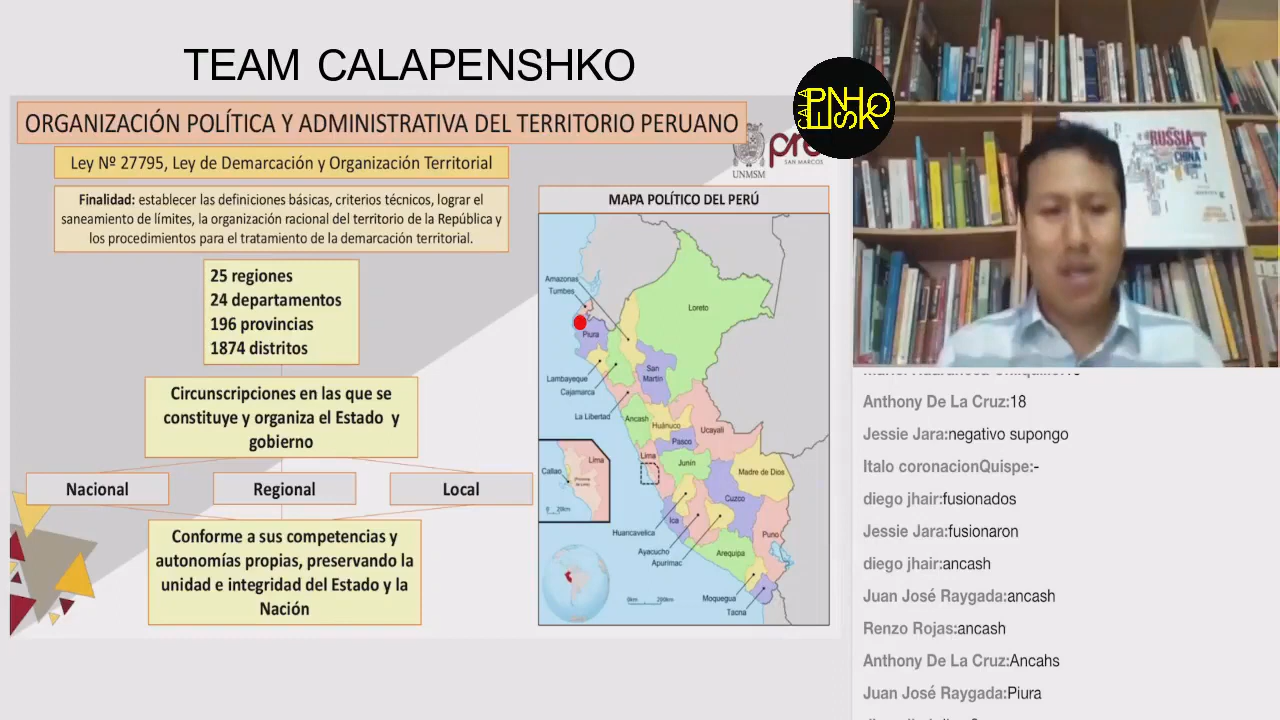 TEAM CALAPENSHKO
ORGANIZACIÓN POLÍTICA Y ADMINISTRATIVA DEL TERRITORIO PERUANO
Ley Nº 27795, Ley de Demarcación y Organización Territorial
Finalidad: establecer las definiciones básicas, criterios técnicos, lograr el
saneamiento de límites, la organización racional del territorio de la República y
los procedimientos para el tratamiento de la demarcación territorial.
25 regiones
24 departamentos
196 provincias
1874 distritos
Circunscripciones en las que se
constituye y organiza el Estado y
gobierno
Nacional
Regional
Local
Conforme a sus competencias y
autonomías propias, preservando la
unidad e integridad del Estado y la
Nación
UNMSM
pre
SAN MARCOS
CALA
PENSHKO
MAPA POLÍTICO DEL PERÚ
Amazonas
Tumbes
Loreto
Piura
Lambayeque
Cajamarca
San
Martín
La Libertad
Ancash
Huánuco
Ucayali
Pasco
Lima
Junín
Madre de Dios
Callao
Lima
Cuzco
Huancavelica
Ica
Ayacucho
Apurímac
Puno
Arequipa
Moquegua
Tacna
0km
200km
0
20km
RUSSIA
CHINA
Anthony De La Cruz:18
Jessie Jara:negativo supongo
Italo coronacionQuispe:-
diego jhair:fusionados
Jessie Jara:fusionaron
diego jhair:ancash
Juan José Raygada:ancash
Renzo Rojas:ancash
Anthony De La Cruz:Ancahs
Juan José Raygada:Piura